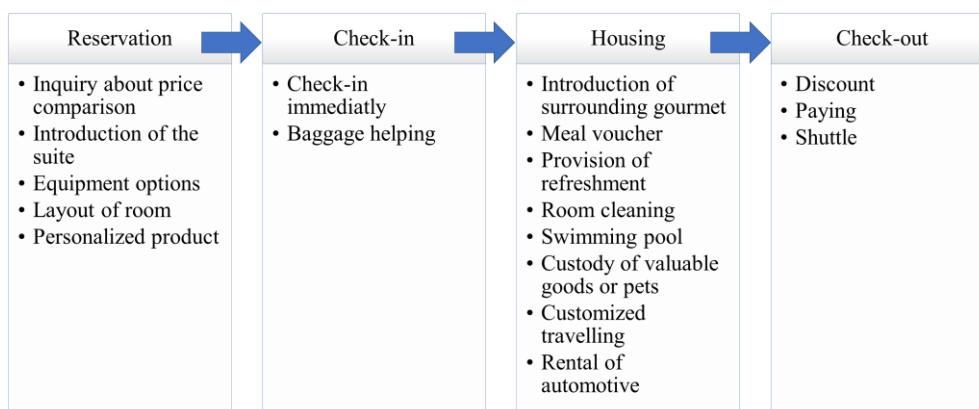 Reservation
• Inquiry about price
comparison
• Introduction of the
suite
• Equipment options
• Layout of room
• Personalized product
Check-in
• Check-in
immediatly
• Baggage helping
Housing
• Introduction of
surrounding gourmet
• Meal voucher
• Provision of
refreshment
• Room cleaning
• Swimming pool
• Custody of valuable
goods or pets
• Customized
travelling
• Rental of
automotive
Check-out
• Discount
• Paying
• Shuttle